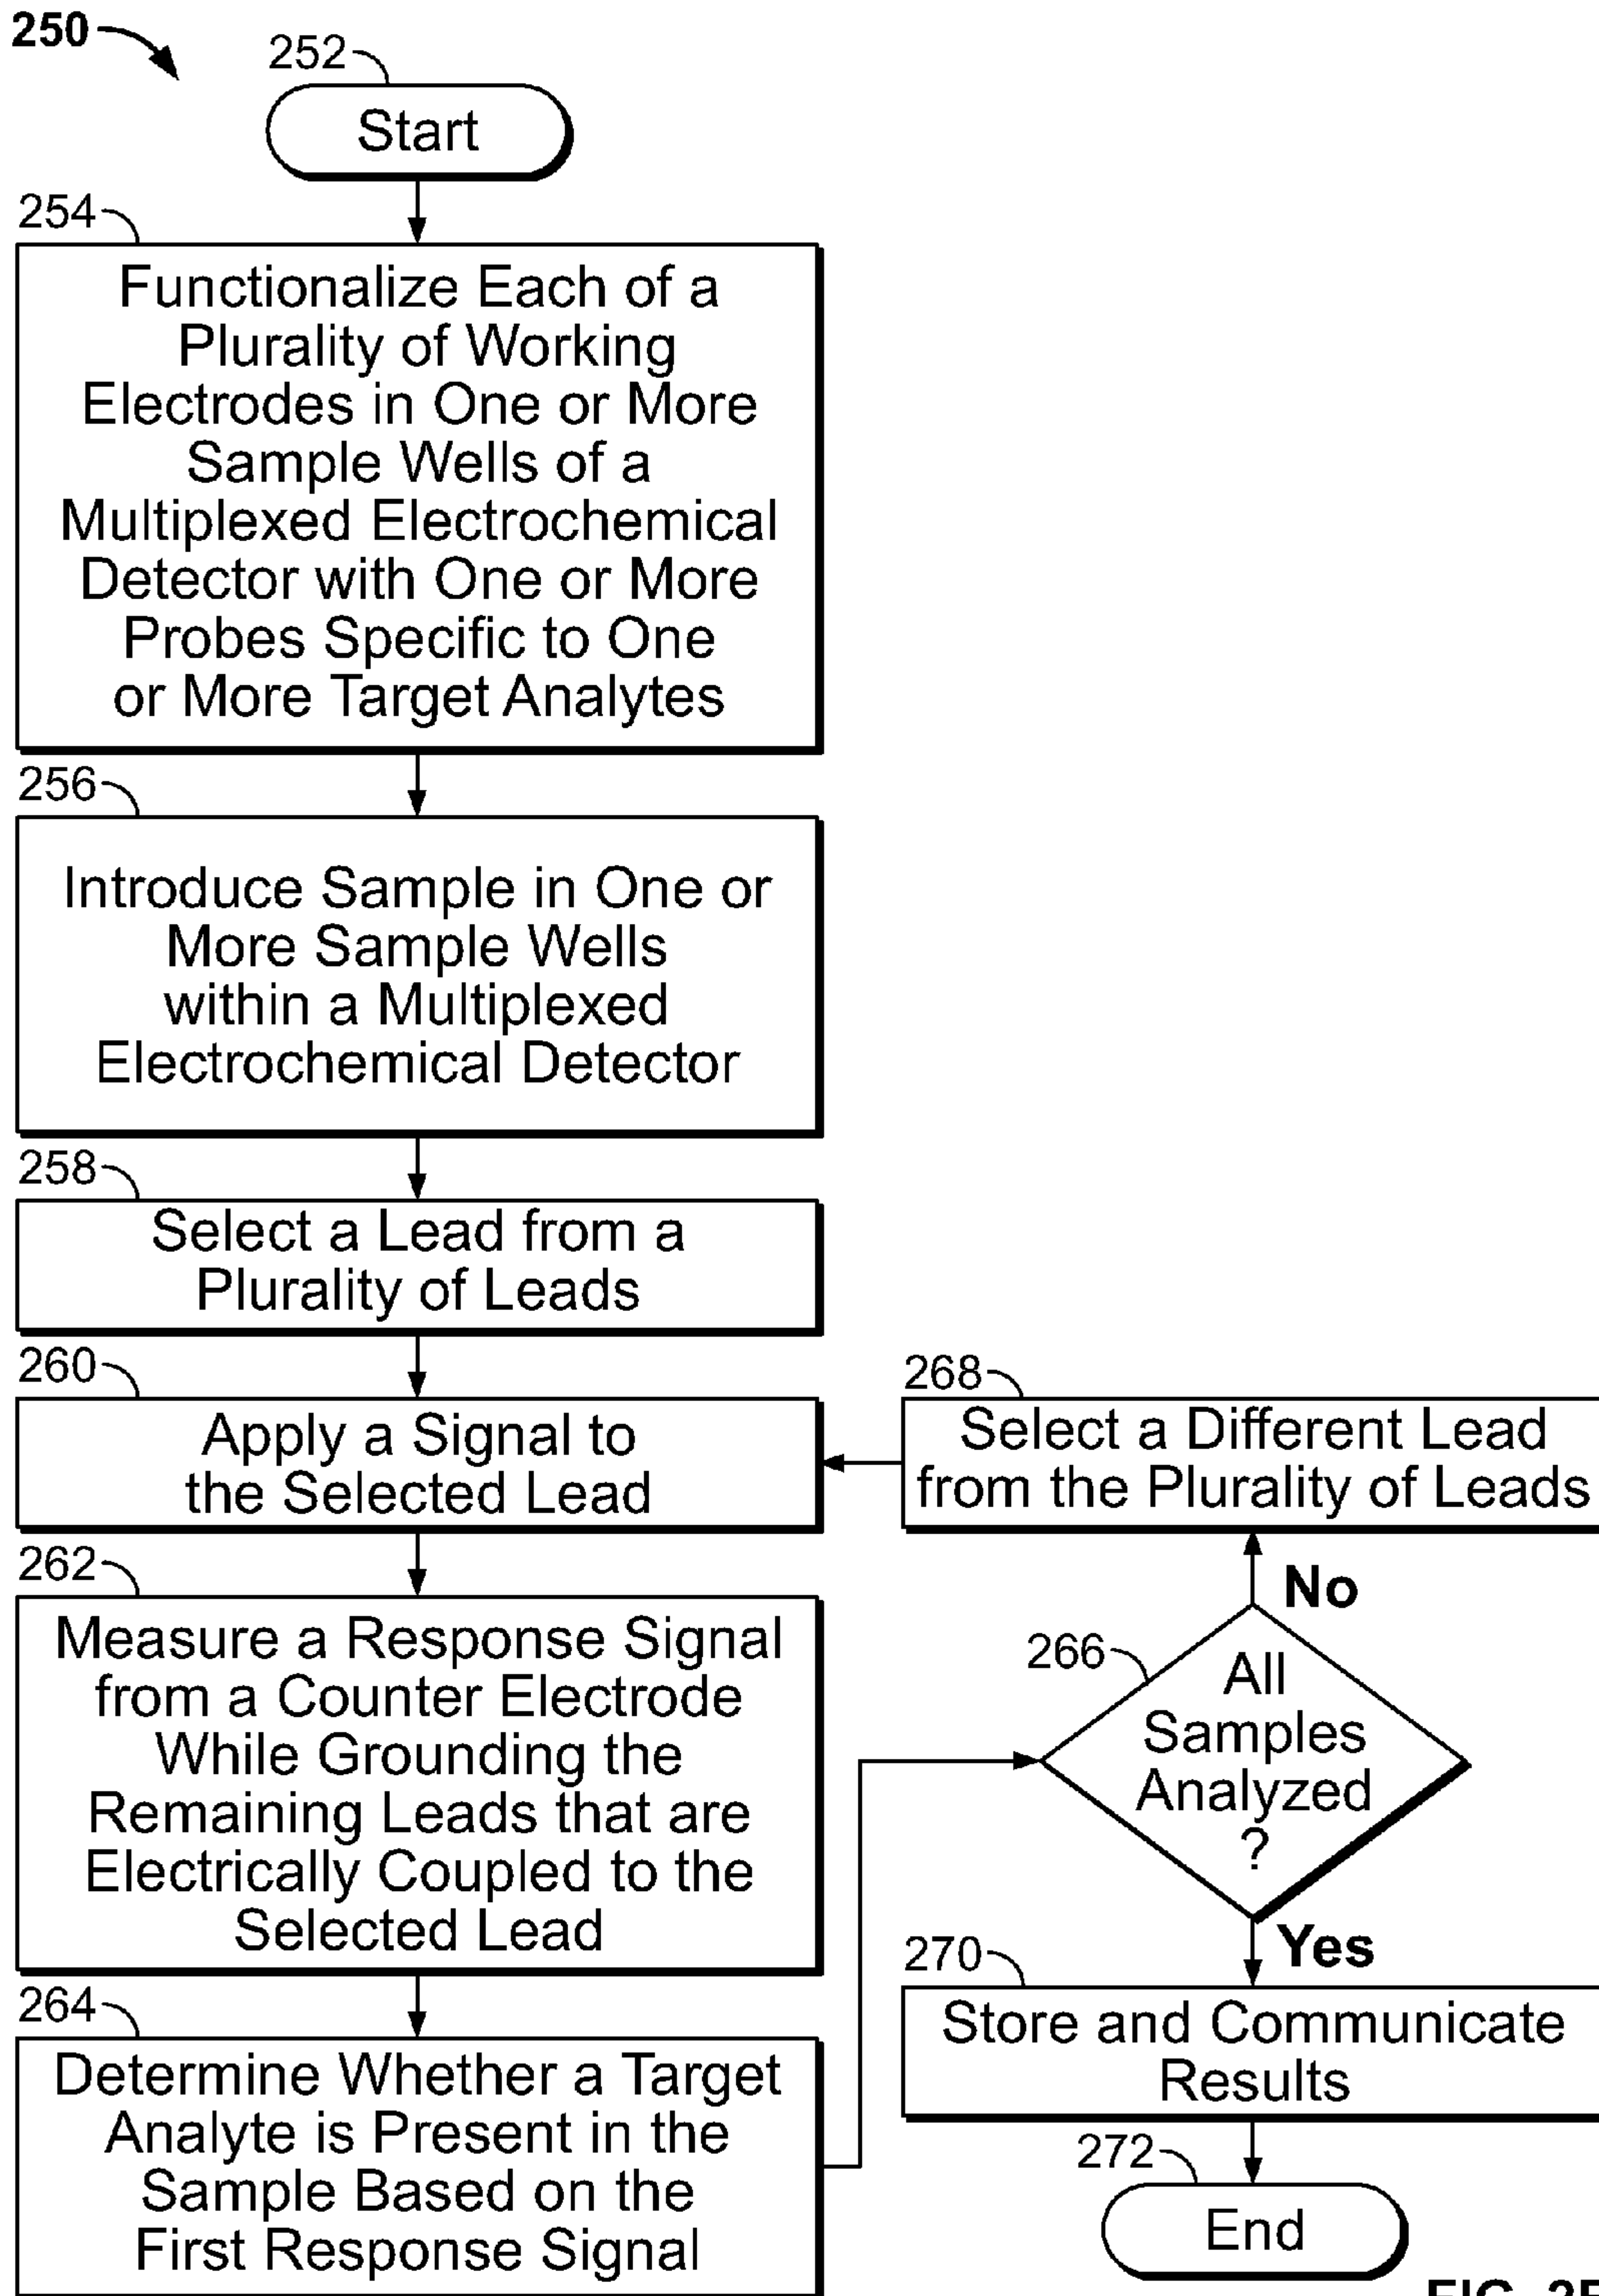 250
252
Start
254
Functionalize Each of a
Plurality of Working
Electrodes in One or More
Sample Wells of a
Multiplexed Electrochemical
Detector with One or More
Probes Specific to One
or More Target Analytes
256
Introduce Sample in One or
More Sample Wells
within a Multiplexed
Electrochemical Detector
258
Select a Lead from a
Plurality of Leads
260
Apply a Signal to
the Selected Lead
262
Measure a Response Signal
from a Counter Electrode
While Grounding the
Remaining Leads that are
Electrically Coupled to the
Selected Lead
264
Determine Whether a Target
Analyte is Present in the
Sample Based on the
First Response Signal
266
All
Samples
Analyzed
?
No
268
Select a Different Lead
from the Plurality of Leads
Yes
270
Store and Communicate
Results
272
End
FIG.